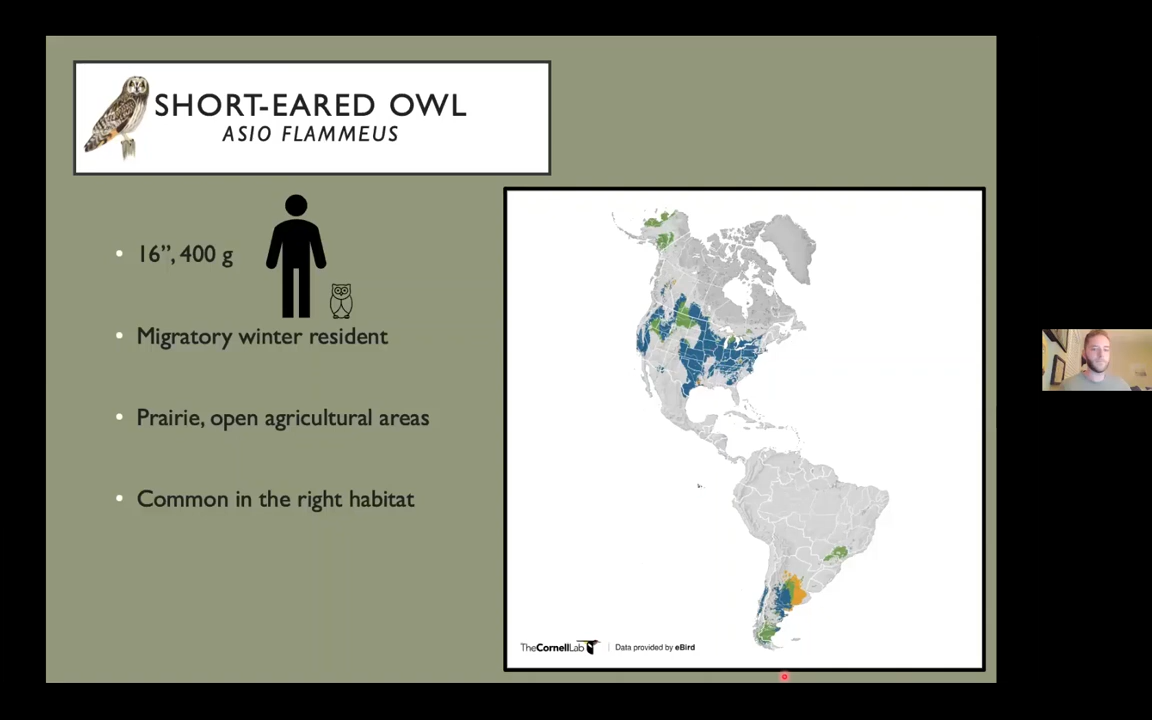 SHORT-EARED OWL
ASIO FLAMMEUS
• 16”, 400 g
• Migratory winter resident
• Prairie, open agricultural areas
• Common in the right habitat
TheCornellLab | Data provided by eBird